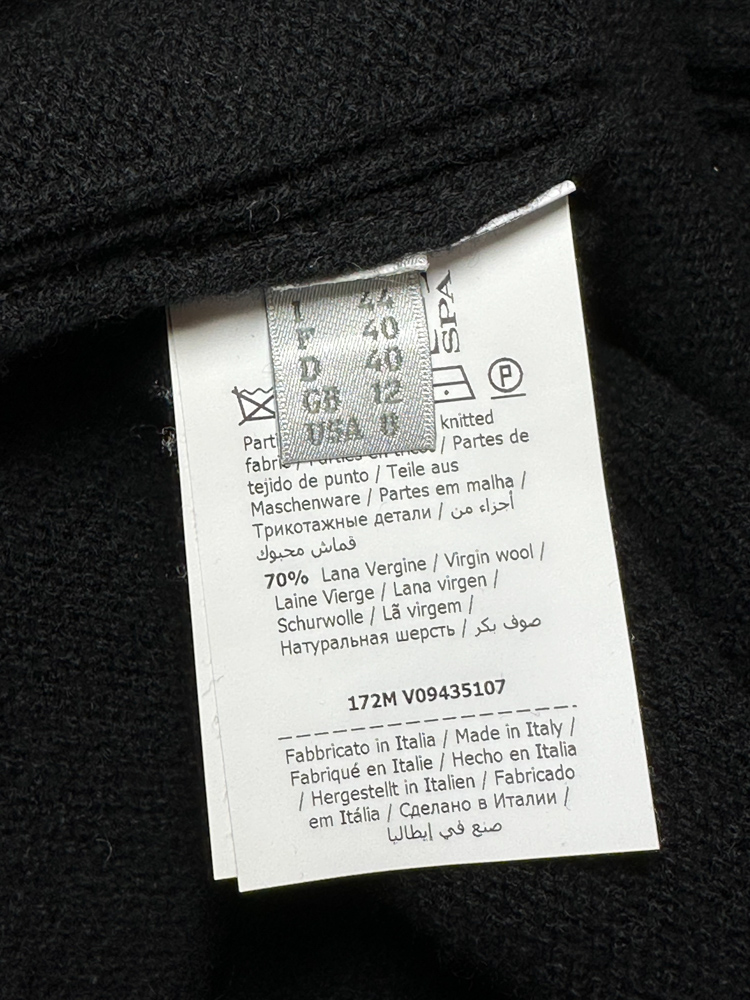 I 44
F 40
D 40
GB 12
USA 8
SPA
P
knitted
/ Partes de
tejido de punto / Teile aus
Maschenware / Partes em malha /
Трикотажные детали / أجزاء من
قماش محبوك
70% Lana Vergine / Virgin wool /
Laine Vierge / Lana virgen /
Schurwolle / Lã virgem /
Натуральная шерсть / صوف بكر
172M V09435107
Fabbricato in Italia / Made in Italy /
Fabriqué en Italie / Hecho en Italia
/ Hergestellt in Italien / Fabricado
em Itália / Сделано в Италии /
صنع في إيطاليا